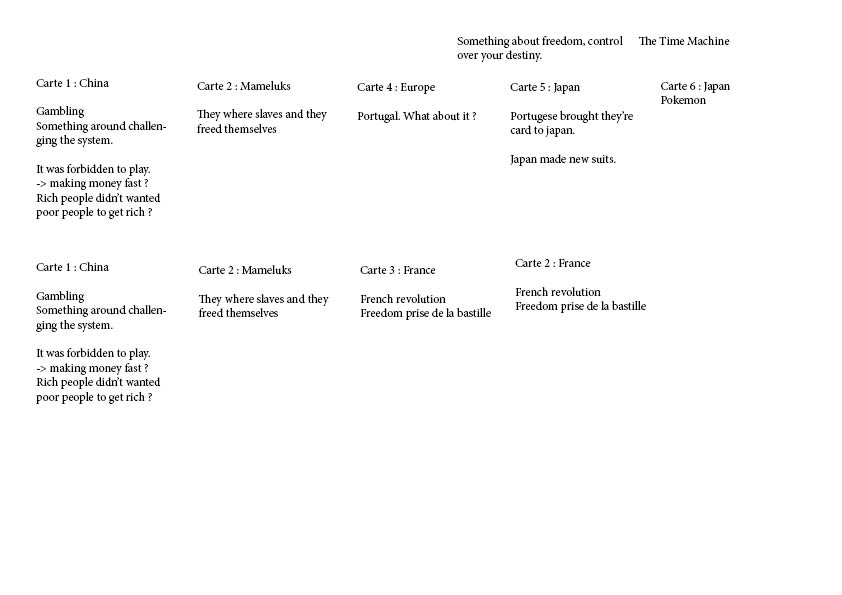 Something about freedom, control
over your destiny.
The Time Machine
Carte 1 : China
Gambling
Something around challen-
ging the system.
It was forbidden to play.
-> making money fast ?
Rich people didn't wanted
poor people to get rich ?
Carte 2 : Mameluks
They where slaves and they
freed themselves
Carte 4 : Europe
Portugal. What about it ?
Carte 5 : Japan
Portugese brought they're
card to japan.
Japan made new suits.
Carte 6 : Japan
Pokemon
Carte 1 : China
Gambling
Something around challen-
ging the system.
It was forbidden to play.
-> making money fast ?
Rich people didn't wanted
poor people to get rich ?
Carte 2 : Mameluks
They where slaves and they
freed themselves
Carte 3 : France
French revolution
Freedom prise de la bastille
Carte 2 : France
French revolution
Freedom prise de la bastille